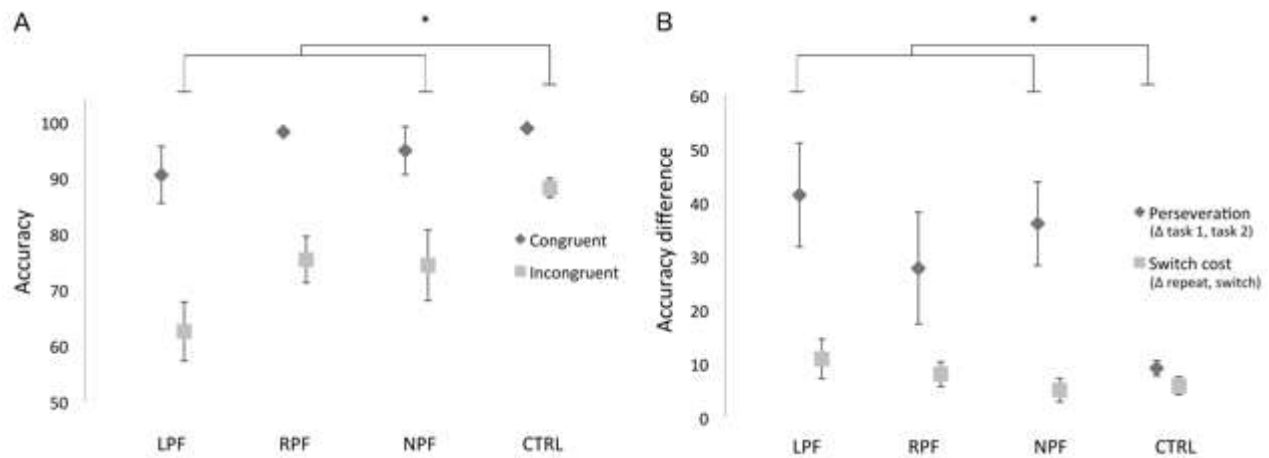 A
*
Accuracy
100
90
80
70
60
50
Congruent
Incongruent
LPF
RPF
NPF
CTRL
B
*
Accuracy difference
60
50
40
30
20
10
0
Perseveration
(Δ task 1, task 2)
Switch cost
(Δ repeat, switch)
LPF
RPF
NPF
CTRL